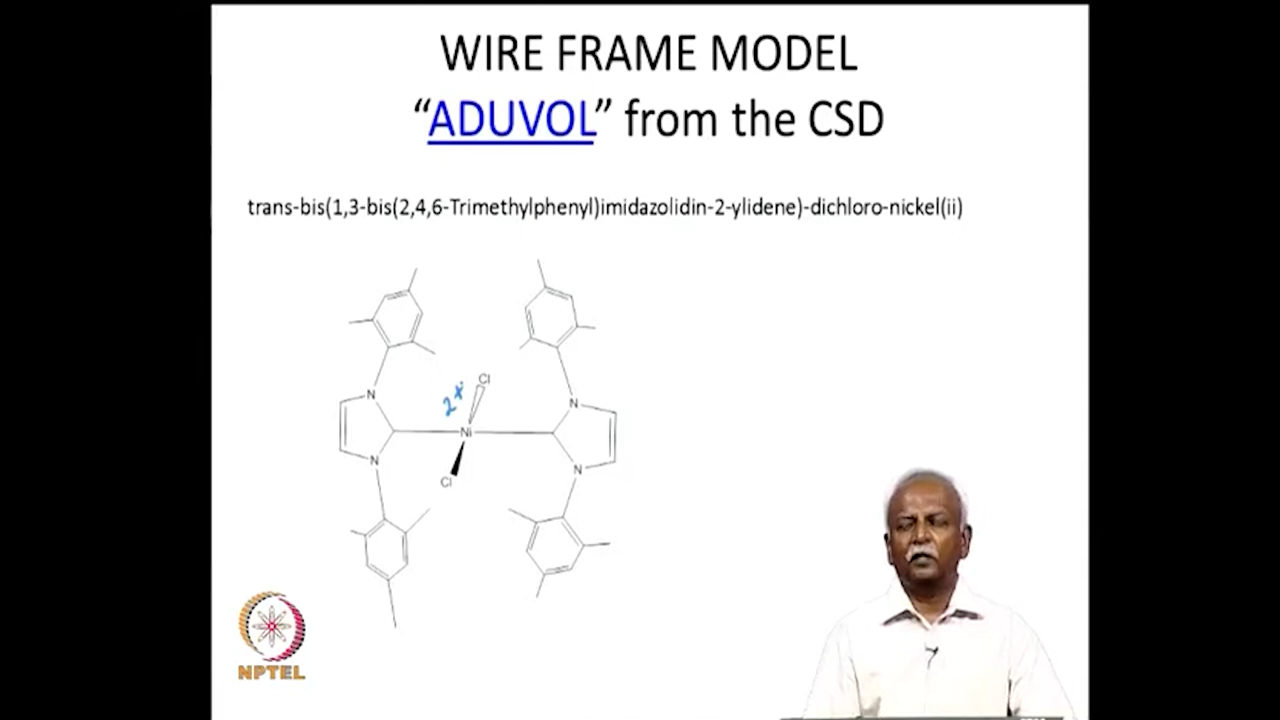 WIRE FRAME MODEL
“ADUVOL” from the CSD
trans-bis(1,3-bis(2,4,6-Trimethylphenyl)imidazolidin-2-ylidene)-dichloro-nickel(ii)
Cl
N
N
Ni
N
N
Cl
NPTEL